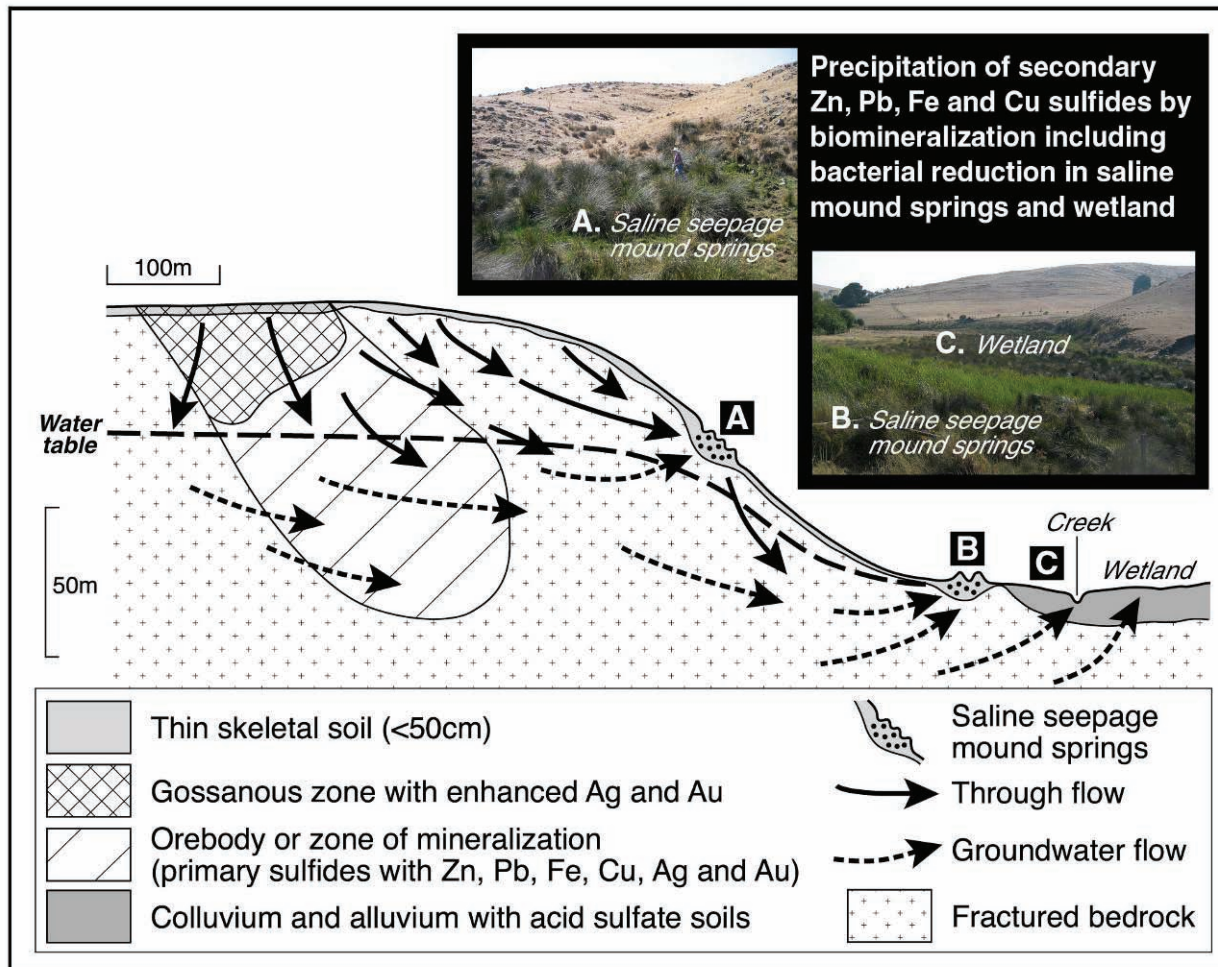 Precipitation of secondary
Zn, Pb, Fe and Cu sulfides by
biomineralization including
bacterial reduction in saline
mound springs and wetland
A. Saline seepage
mound springs
C. Wetland
B. Saline seepage
mound springs
100m
Water
table
50m
A
B
C
Creek
Wetland
Thin skeletal soil (<50cm)
Gossanous zone with enhanced Ag and Au
Orebody or zone of mineralization
(primary sulfides with Zn, Pb, Fe, Cu, Ag and Au)
Colluvium and alluvium with acid sulfate soils
Saline seepage
mound springs
Through flow
Groundwater flow
Fractured bedrock